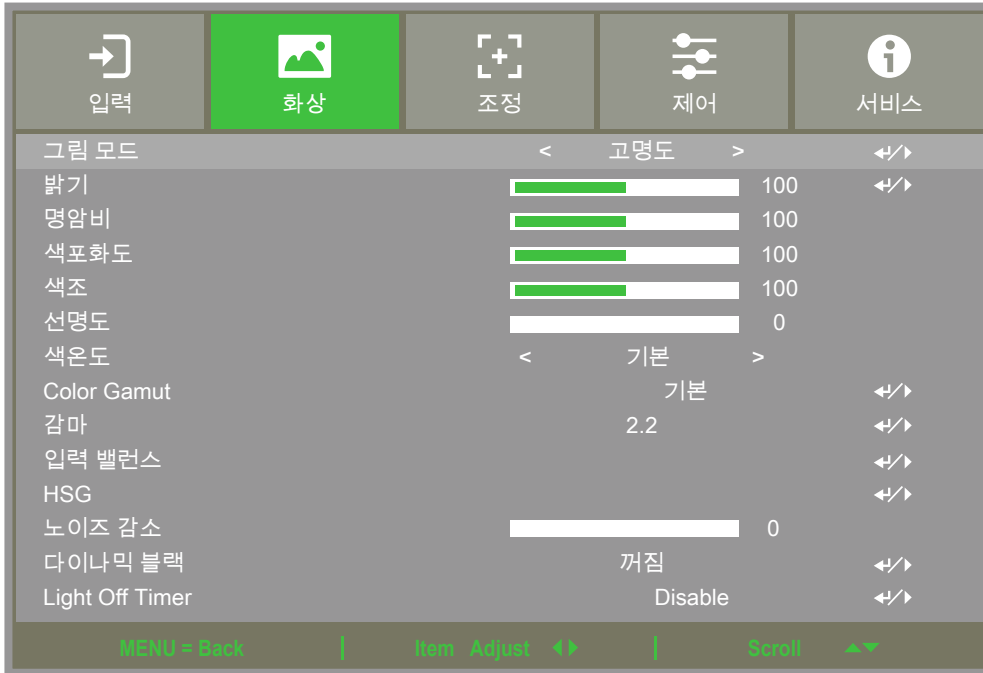 입력 화상 조정 제어 서비스
그림 모드 < 고명도 >
밝기 100
명암비 100
색포화도 100
색조 100
선명도 0
색온도 < 기본 >
Color Gamut 기본
감마 2.2
입력 밸런스
HSG
노이즈 감소 0
다이나믹 블랙 꺼짐
Light Off Timer Disable
MENU = Back | Item Adjust | Scroll